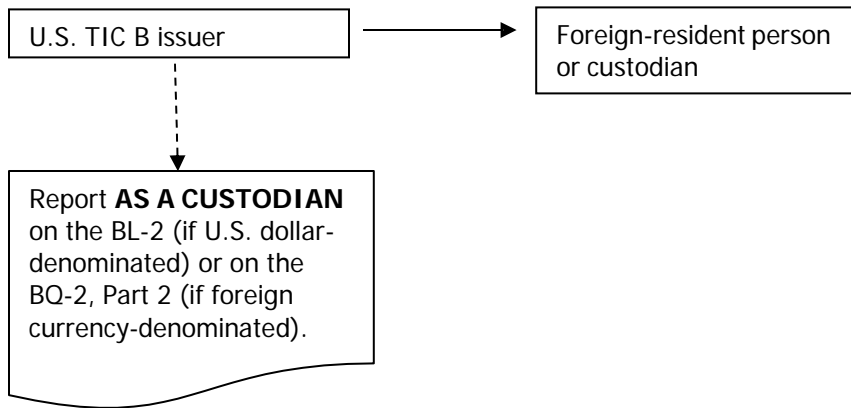 U.S. TIC B issuer
Foreign-resident person
or custodian
Report AS A CUSTODIAN
on the BL-2 (if U.S. dollar-
denominated) or on the
BQ-2, Part 2 (if foreign
currency-denominated).